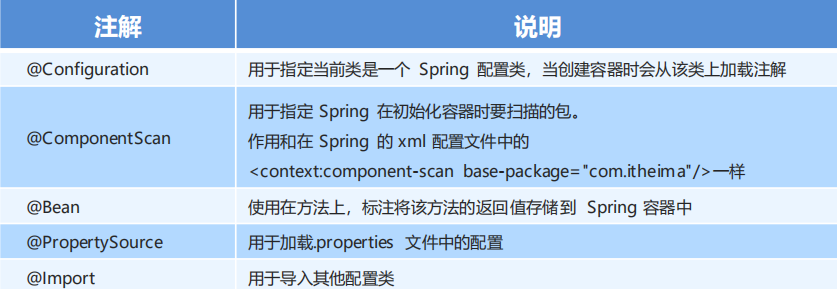 注解 说明
@Configuration 用于指定当前类是一个 Spring 配置类，当创建容器时会从该类上加载注解
@ComponentScan 用于指定 Spring 在初始化容器时要扫描的包。
作用和在 Spring 的 xml 配置文件中的
<context:component-scan base-package="com.itheima"/>一样
@Bean 使用在方法上，标注将该方法的返回值存储到 Spring 容器中
@PropertySource 用于加载.properties 文件中的配置
@Import 用于导入其他配置类